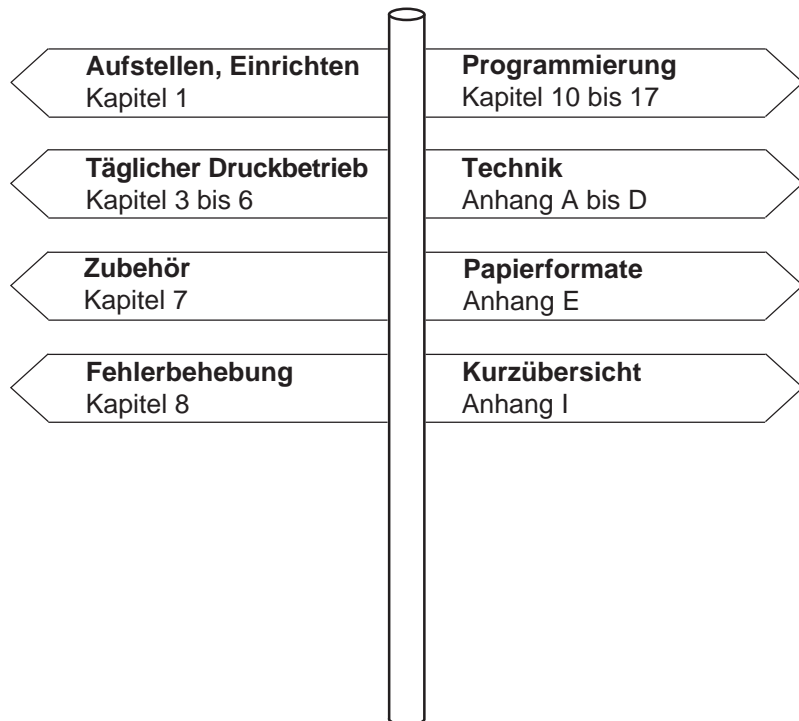 Aufstellen, Einrichten
Kapitel 1
Programmierung
Kapitel 10 bis 17
Täglicher Druckbetrieb
Kapitel 3 bis 6
Technik
Anhang A bis D
Zubehör
Kapitel 7
Papierformate
Anhang E
Fehlerbehebung
Kapitel 8
Kurzübersicht
Anhang I